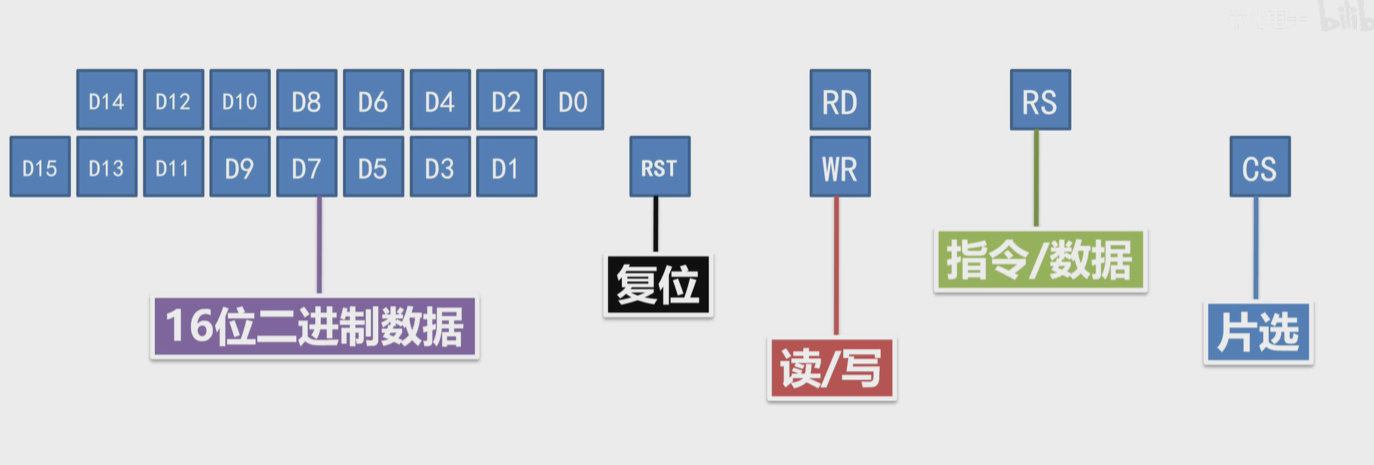 bilib
D14 D12 D10 D8 D6 D4 D2 D0 RD RS
D15 D13 D11 D9 D7 D5 D3 D1 RST WR CS
指令/数据
复位
16位二进制数据
片选
读/写